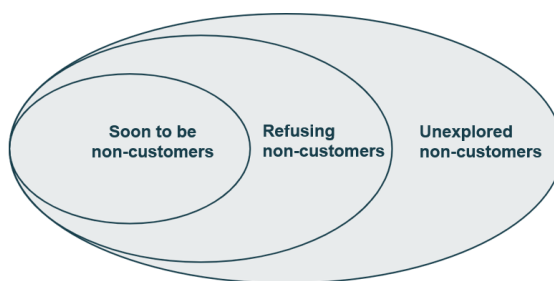 Soon to be
non-customers
Refusing
non-customers
Unexplored
non-customers